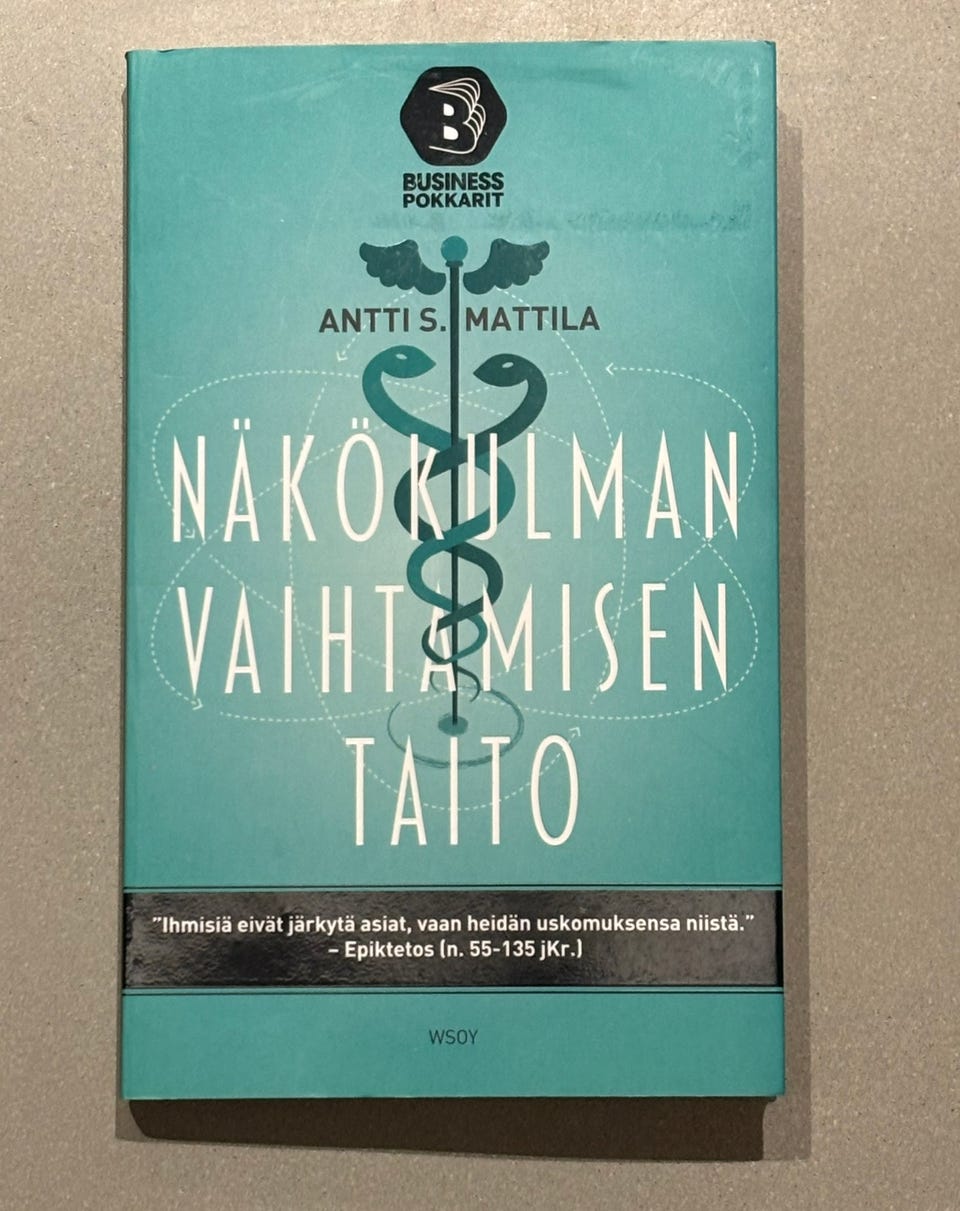 B
BUSINESS
POKKARIT
ANTTI S. MATTILA
NÄKÖKULMAN
VAIHTAMISEN
TAITO
”Ihmisiä eivät järkytä asiat, vaan heidän uskomuksensa niistä.”
– Epiktetos (n. 55-135 jKr.)
WSOY